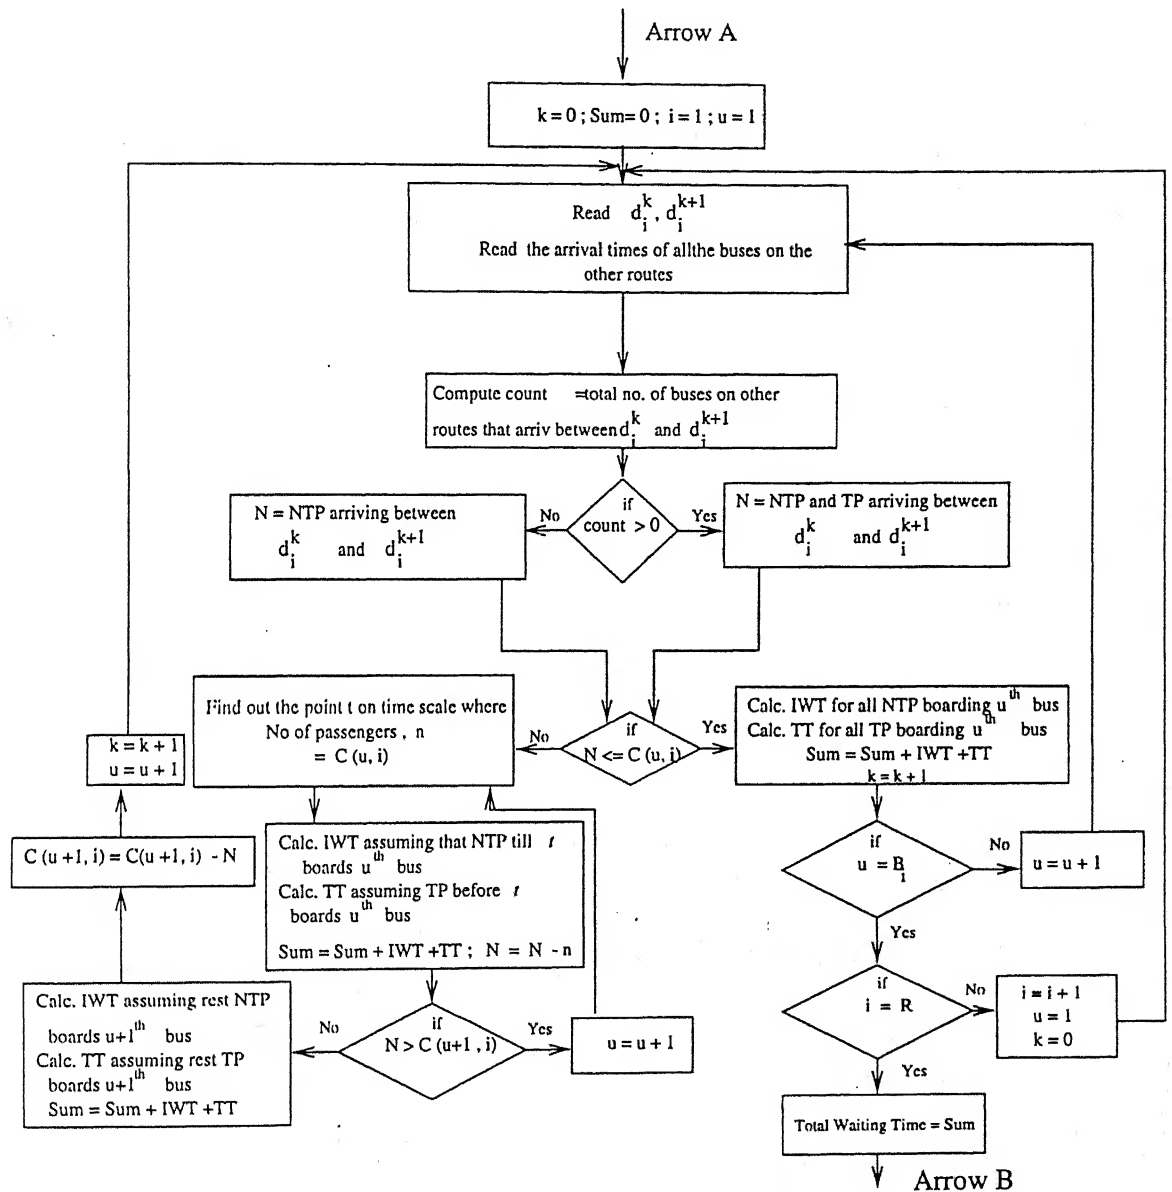 Arrow A
k = 0 ; Sum= 0 ; i = 1 ; u = 1
Read d_i^k , d_i^{k+1}
Read the arrival times of allthe buses on the
other routes
Compute count =total no. of buses on other
routes that arriv between d_i^k and d_i^{k+1}
if
count > 0
No
Yes
N = NTP arriving between
d_i^k and d_i^{k+1}
N = NTP and TP arriving between
d_i^k and d_i^{k+1}
if
N <= C (u, i)
No
Yes
Find out the point t on time scale where
No of passengers , n
= C (u, i)
Calc. IWT for all NTP boarding u^{th} bus
Calc. TT for all TP boarding u^{th} bus
Sum = Sum + IWT +TT
k = k + 1
k = k + 1
u = u + 1
C (u +1, i) = C(u +1, i) - N
Calc. IWT assuming that NTP till t
boards u^{th} bus
Calc. TT assuming TP before t
boards u^{th} bus
Sum = Sum + IWT +TT ; N = N - n
if
u = B_i
No
u = u + 1
Yes
if
i = R
No
i = i + 1
u = 1
k = 0
Yes
Calc. IWT assuming rest NTP
boards u+1^{th} bus
Calc. TT assuming rest TP
boards u+1^{th} bus
Sum = Sum + IWT +TT
No
if
N > C (u+1 , i)
Yes
u = u + 1
Total Waiting Time = Sum
Arrow B